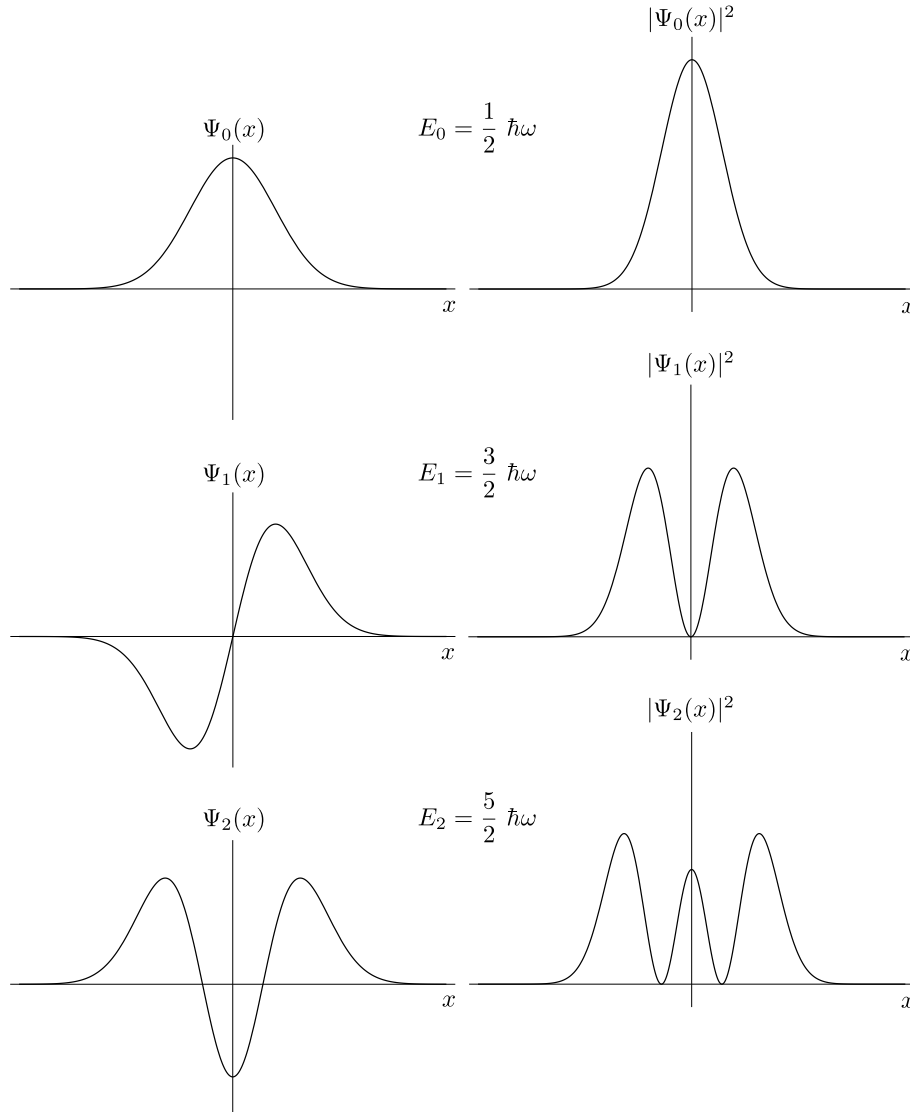 |Ψ₀(x)|²
Ψ₀(x)
E₀ = 1/2 ħω
x
x
|Ψ₁(x)|²
Ψ₁(x)
E₁ = 3/2 ħω
x
x
|Ψ₂(x)|²
Ψ₂(x)
E₂ = 5/2 ħω
x
x